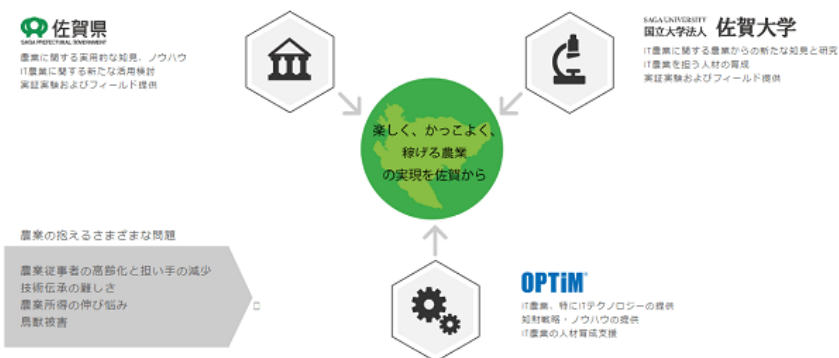 佐賀県
SAGA PREFECTURAL GOVERNMENT
農業に関する実用的な知見、ノウハウ
IT農業に関する新たな活用検討
実証実験およびフィールド提供
SAGA UNIVERSITY
国立大学法人 佐賀大学
IT農業に関する農業からの新たな知見と研究
IT農業を担う人材の育成
実証実験およびフィールド提供
楽しく、かっこよく、
稼げる農業
の実現を佐賀から
農業の抱えるさまざまな問題
農業従事者の高齢化と担い手の減少
技術伝承の難しさ
農業所得の伸び悩み
鳥獣被害
OPTiM
IT農業、特にITテクノロジーの提供
知財戦略・ノウハウの提供
IT農業の人材育成支援